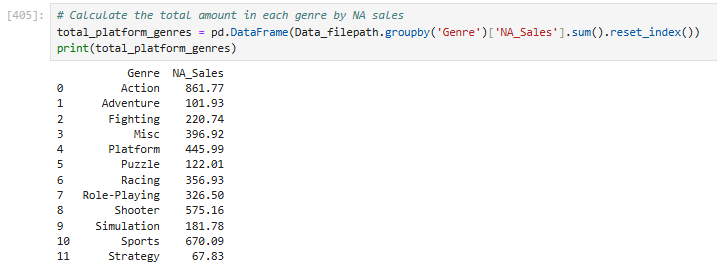 [405]: # Calculate the total amount in each genre by NA sales
total_platform_genres = pd.DataFrame(Data_filepath.groupby('Genre')['NA_Sales'].sum().reset_index())
print(total_platform_genres)
Genre NA_Sales
0 Action 861.77
1 Adventure 101.93
2 Fighting 220.74
3 Misc 396.92
4 Platform 445.99
5 Puzzle 122.01
6 Racing 356.93
7 Role-Playing 326.50
8 Shooter 575.16
9 Simulation 181.78
10 Sports 670.09
11 Strategy 67.83